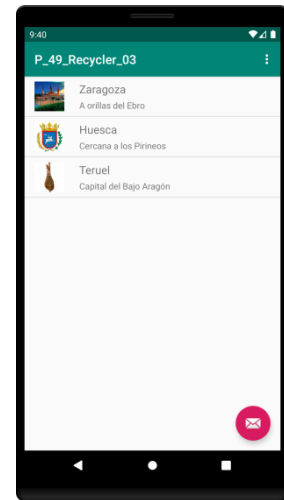 9:40
P_49_Recycler_03
Zaragoza
A orillas del Ebro
Huesca
Cercana a los Pirineos
Teruel
Capital del Bajo Aragón